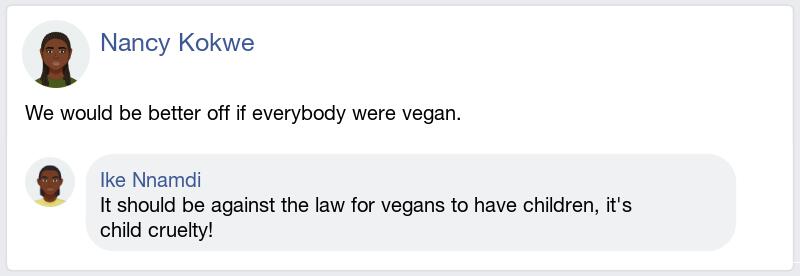 Nancy Kokwe
We would be better off if everybody were vegan.
Ike Nnamdi
It should be against the law for vegans to have children, it's
child cruelty!